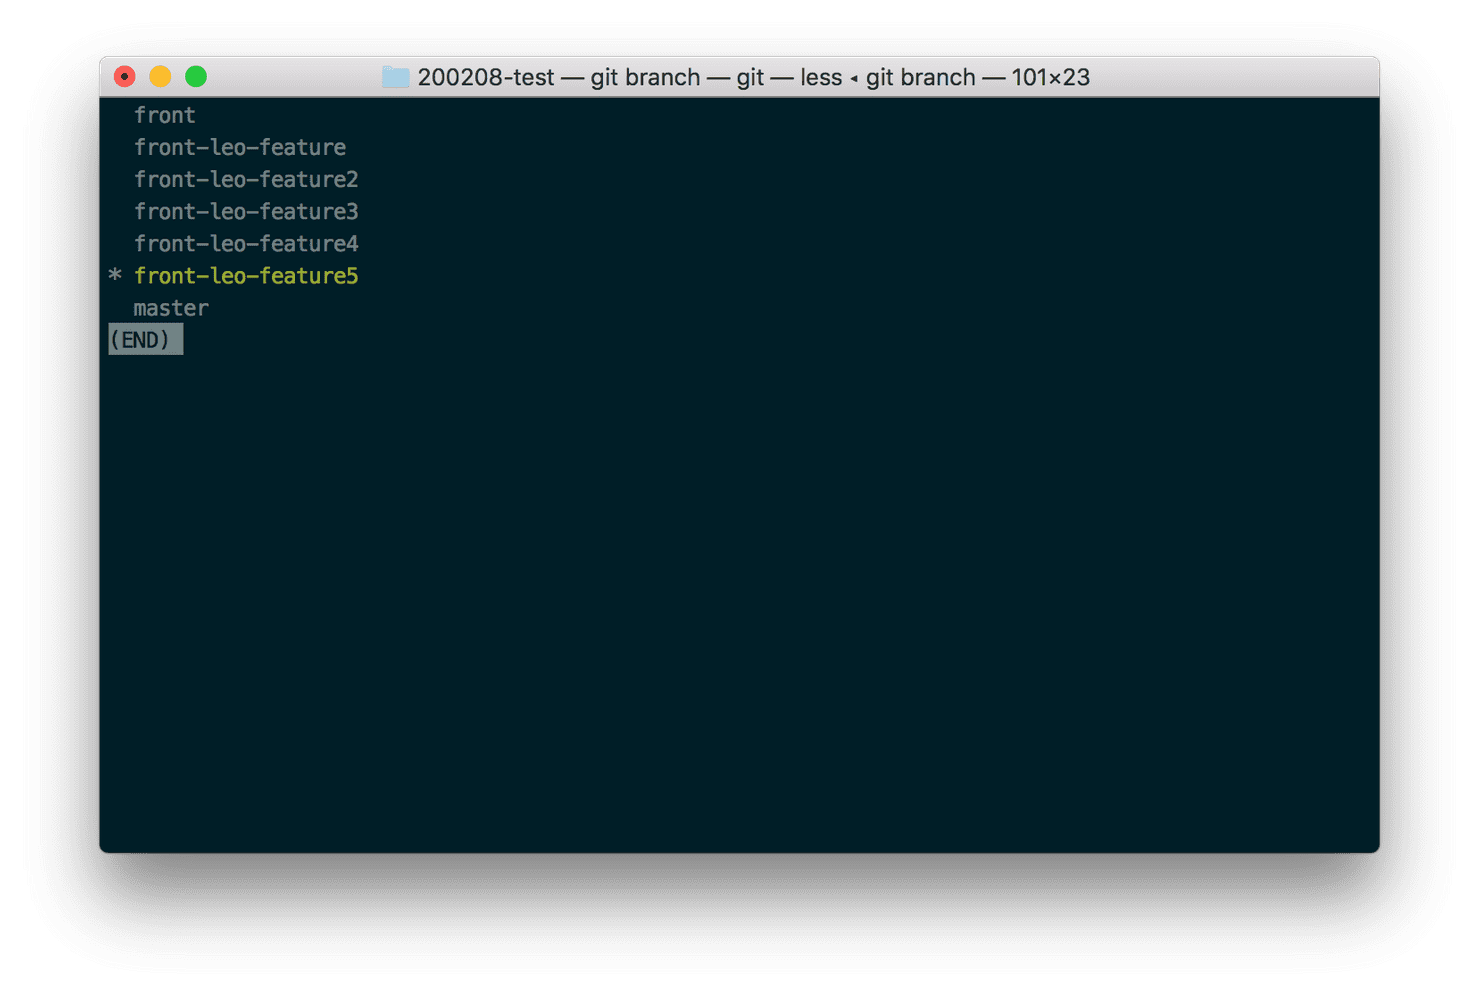 200208-test — git branch — git — less ◂ git branch — 101×23
front
front-leo-feature
front-leo-feature2
front-leo-feature3
front-leo-feature4
* front-leo-feature5
master
(END)